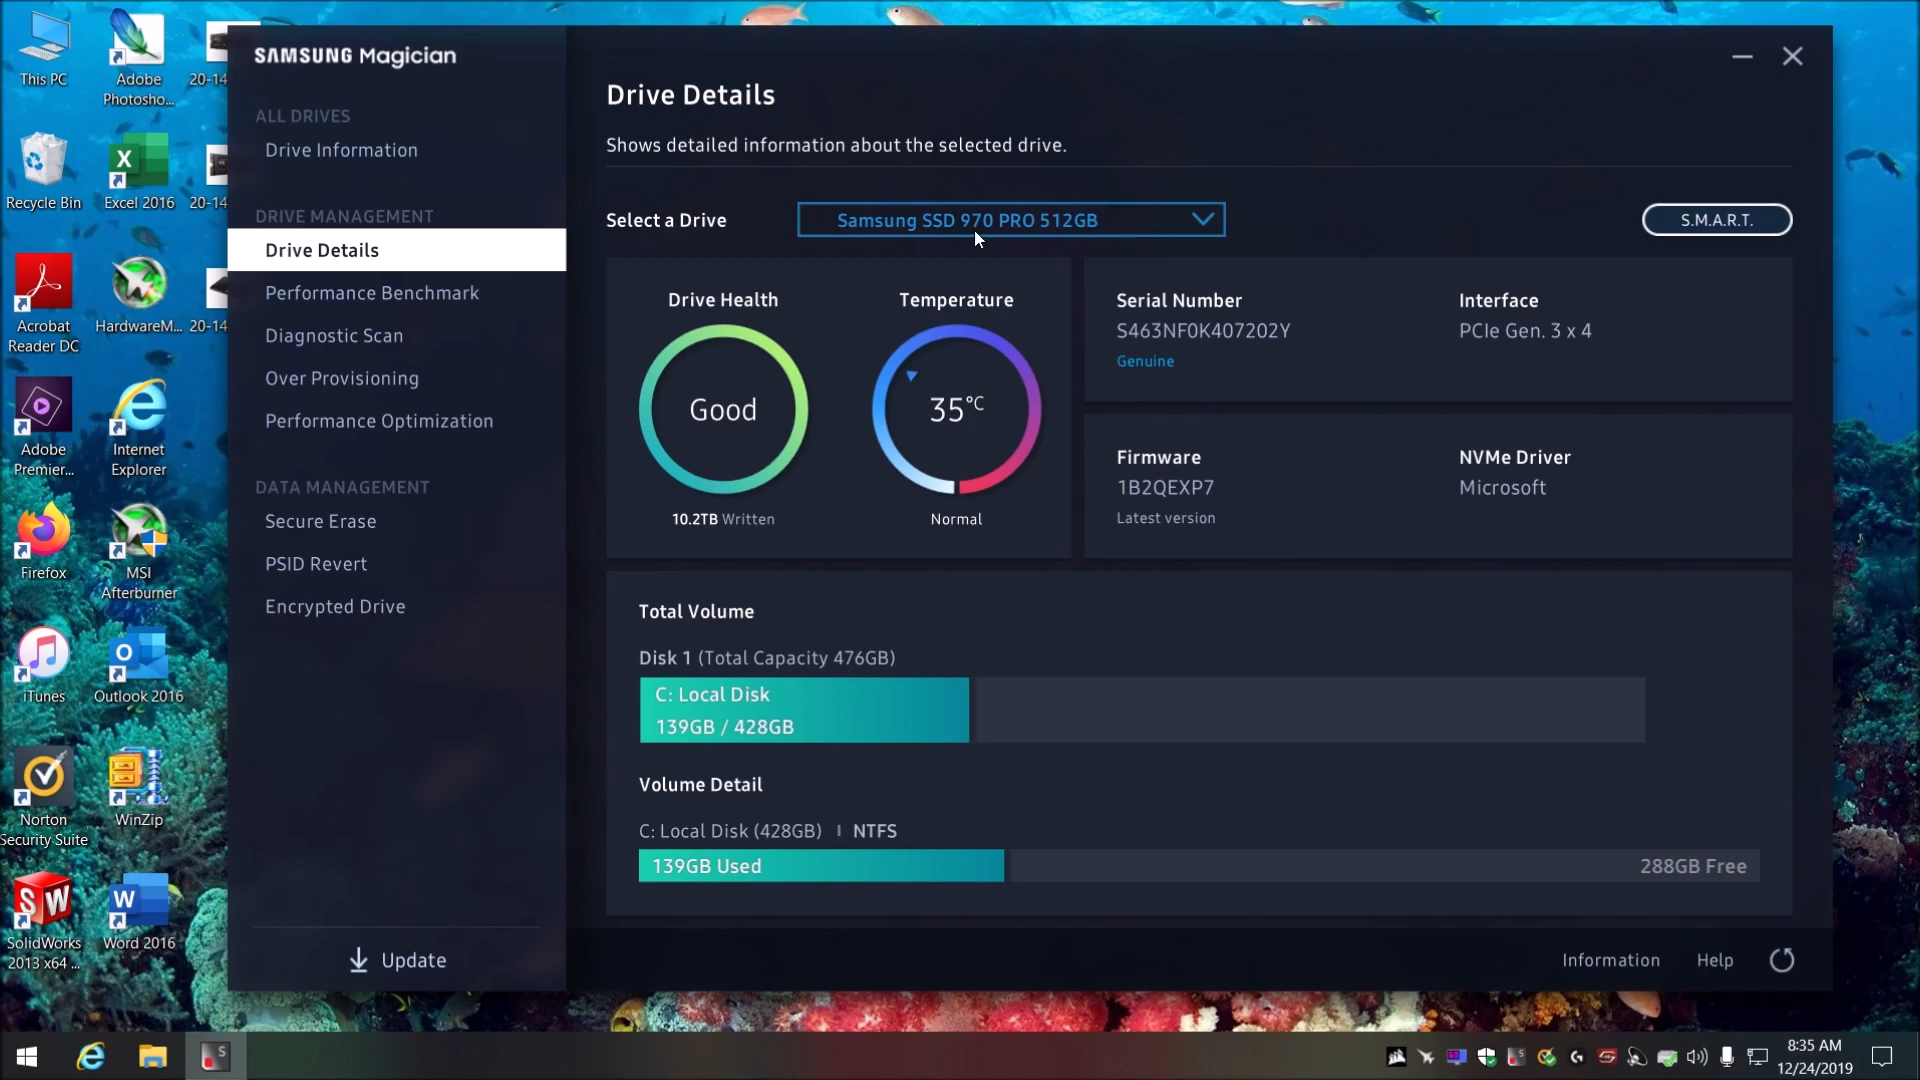 This PC
Adobe
Photosho...
20-14
Recycle Bin
Excel 2016
20-14
Acrobat
Reader DC
HardwareM...
20-14
Adobe
Premier...
Internet
Explorer
Firefox
MSI
Afterburner
iTunes
Outlook 2016
Norton
Security Suite
WinZip
SolidWorks
2013 x64 ...
Word 2016
SAMSUNG Magician
ALL DRIVES
Drive Information
DRIVE MANAGEMENT
Drive Details
Performance Benchmark
Diagnostic Scan
Over Provisioning
Performance Optimization
DATA MANAGEMENT
Secure Erase
PSID Revert
Encrypted Drive
Update
Drive Details
Shows detailed information about the selected drive.
Select a Drive
Samsung SSD 970 PRO 512GB
S.M.A.R.T.
Drive Health
Good
10.2TB Written
Temperature
35°C
Normal
Serial Number
S463NF0K407202Y
Genuine
Interface
PCIe Gen. 3 x 4
Firmware
1B2QEXP7
Latest version
NVMe Driver
Microsoft
Total Volume
Disk 1 (Total Capacity 476GB)
C: Local Disk
139GB / 428GB
Volume Detail
C: Local Disk (428GB) | NTFS
139GB Used
288GB Free
Information
Help
8:35 AM
12/24/2019